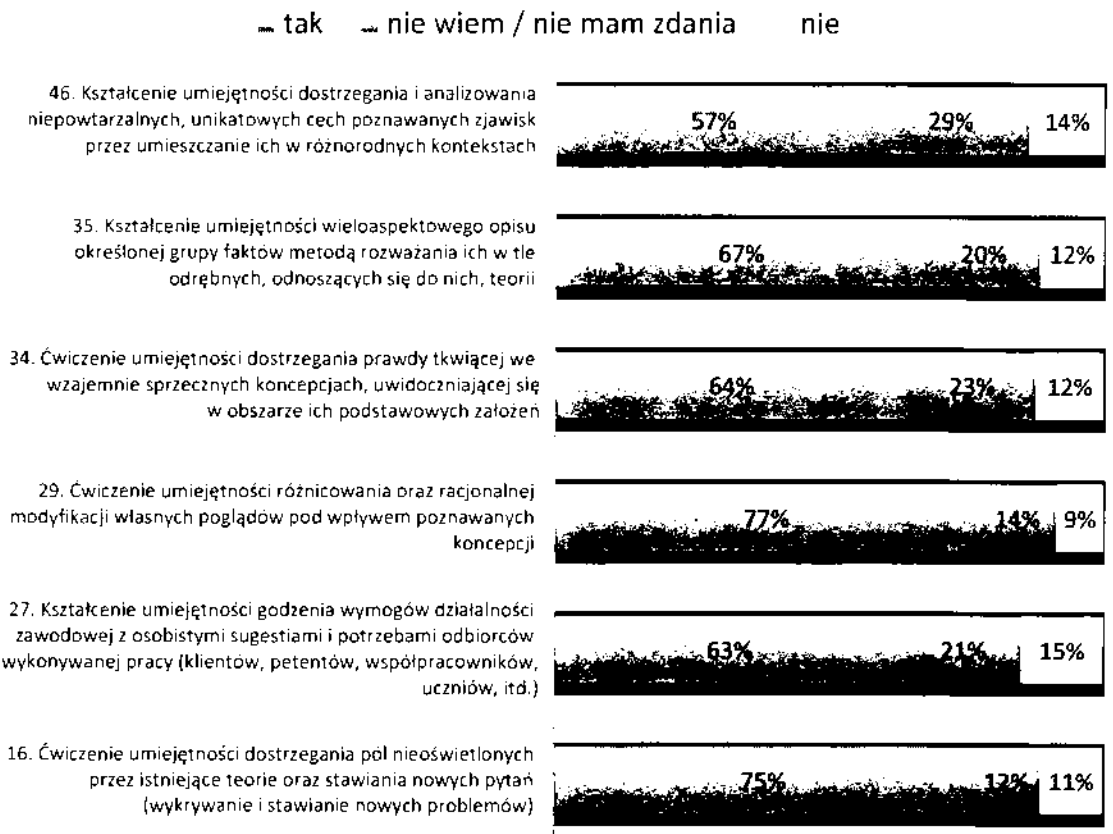 tak nie wiem / nie mam zdania nie
46. Kształcenie umiejętności dostrzegania i analizowania
niepowtarzalnych, unikatowych cech poznawanych zjawisk
przez umieszczanie ich w różnorodnych kontekstach
57% 29% 14%
35. Kształcenie umiejętności wieloaspektowego opisu
określonej grupy faktów metodą rozważania ich w tle
odrębnych, odnoszących się do nich, teorii
67% 20% 12%
34. Ćwiczenie umiejętności dostrzegania prawdy tkwiącej we
wzajemnie sprzecznych koncepcjach, uwidoczniającej się
w obszarze ich podstawowych założeń
64% 23% 12%
29. Ćwiczenie umiejętności różnicowania oraz racjonalnej
modyfikacji własnych poglądów pod wpływem poznawanych
koncepcji
77% 14% 9%
27. Kształcenie umiejętności godzenia wymogów działalności
zawodowej z osobistymi sugestiami i potrzebami odbiorców
wykonywanej pracy (klientów, petentów, współpracowników,
uczniów, itd.)
63% 21% 15%
16. Ćwiczenie umiejętności dostrzegania pól nieoświetlonych
przez istniejące teorie oraz stawiania nowych pytań
(wykrywanie i stawianie nowych problemów)
75% 12% 11%